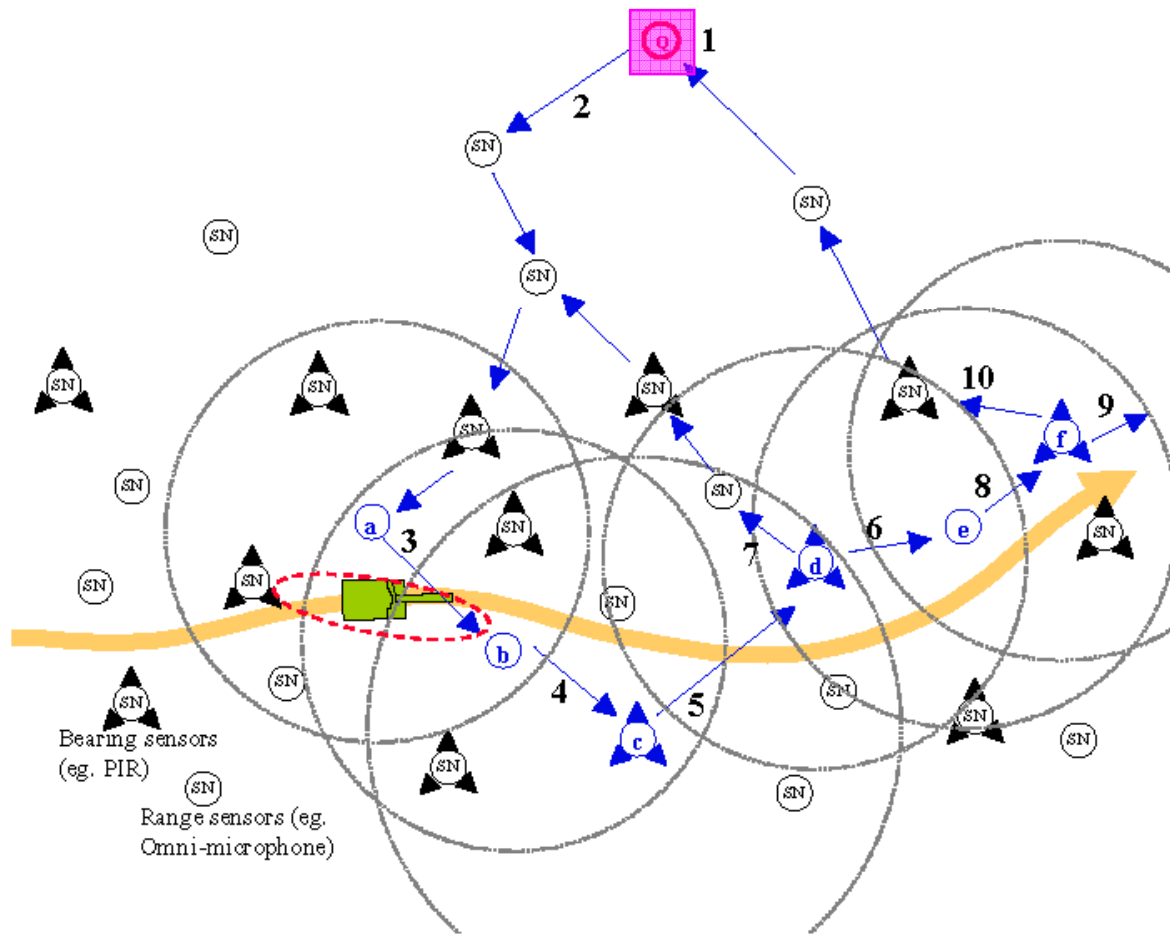 Q 1
2
SN
SN
SN
SN
SN
SN
SN
SN
SN
10
9
SN
f
8
SN
SN
a
3
SN
e
SN
6
7
d
SN
SN
SN
b
4
5
SN
SN
SN
c
SN
SN
Bearing sensors
(eg. PIR)
SN
SN
SN
Range sensors (eg.
Omni-microphone)